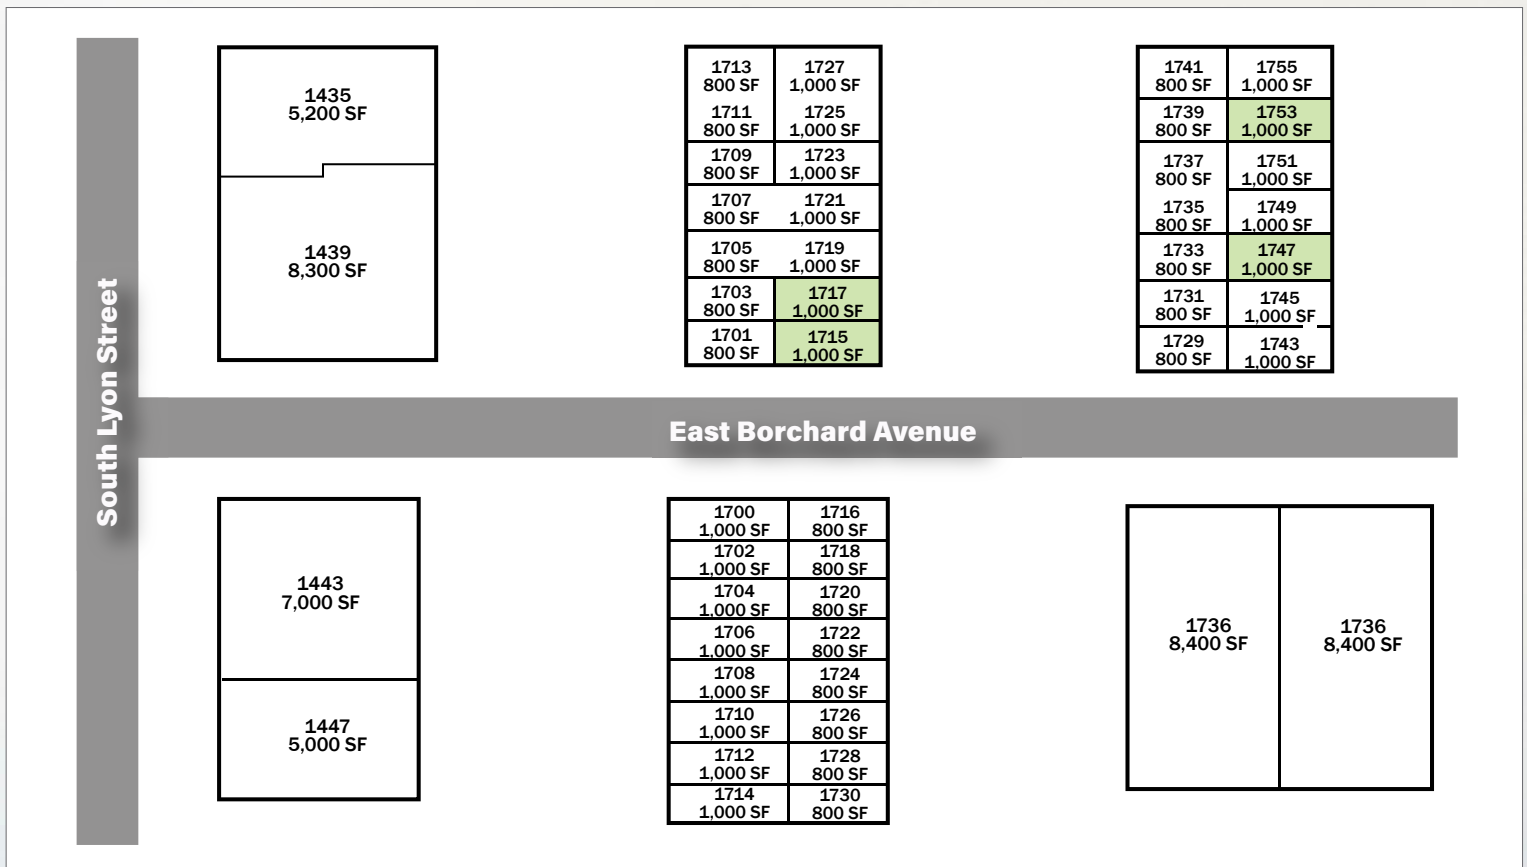 South Lyon Street
1435
5,200 SF
1439
8,300 SF
1713
800 SF
1727
1,000 SF
1711
800 SF
1725
1,000 SF
1709
800 SF
1723
1,000 SF
1707
800 SF
1721
1,000 SF
1705
800 SF
1719
1,000 SF
1703
800 SF
1717
1,000 SF
1701
800 SF
1715
1,000 SF
1741
800 SF
1755
1,000 SF
1739
800 SF
1753
1,000 SF
1737
800 SF
1751
1,000 SF
1735
800 SF
1749
1,000 SF
1733
800 SF
1747
1,000 SF
1731
800 SF
1745
1,000 SF
1729
800 SF
1743
1,000 SF
East Borchard Avenue
1443
7,000 SF
1447
5,000 SF
1700
1,000 SF
1716
800 SF
1702
1,000 SF
1718
800 SF
1704
1,000 SF
1720
800 SF
1706
1,000 SF
1722
800 SF
1708
1,000 SF
1724
800 SF
1710
1,000 SF
1726
800 SF
1712
1,000 SF
1728
800 SF
1714
1,000 SF
1730
800 SF
1736
8,400 SF
1736
8,400 SF